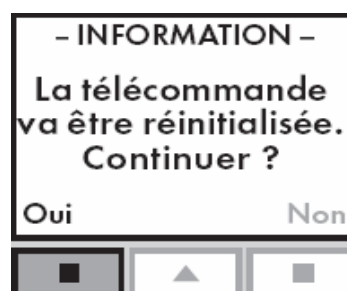 – INFORMATION –
La télécommande
va être réinitialisée.
Continuer ?
Oui Non